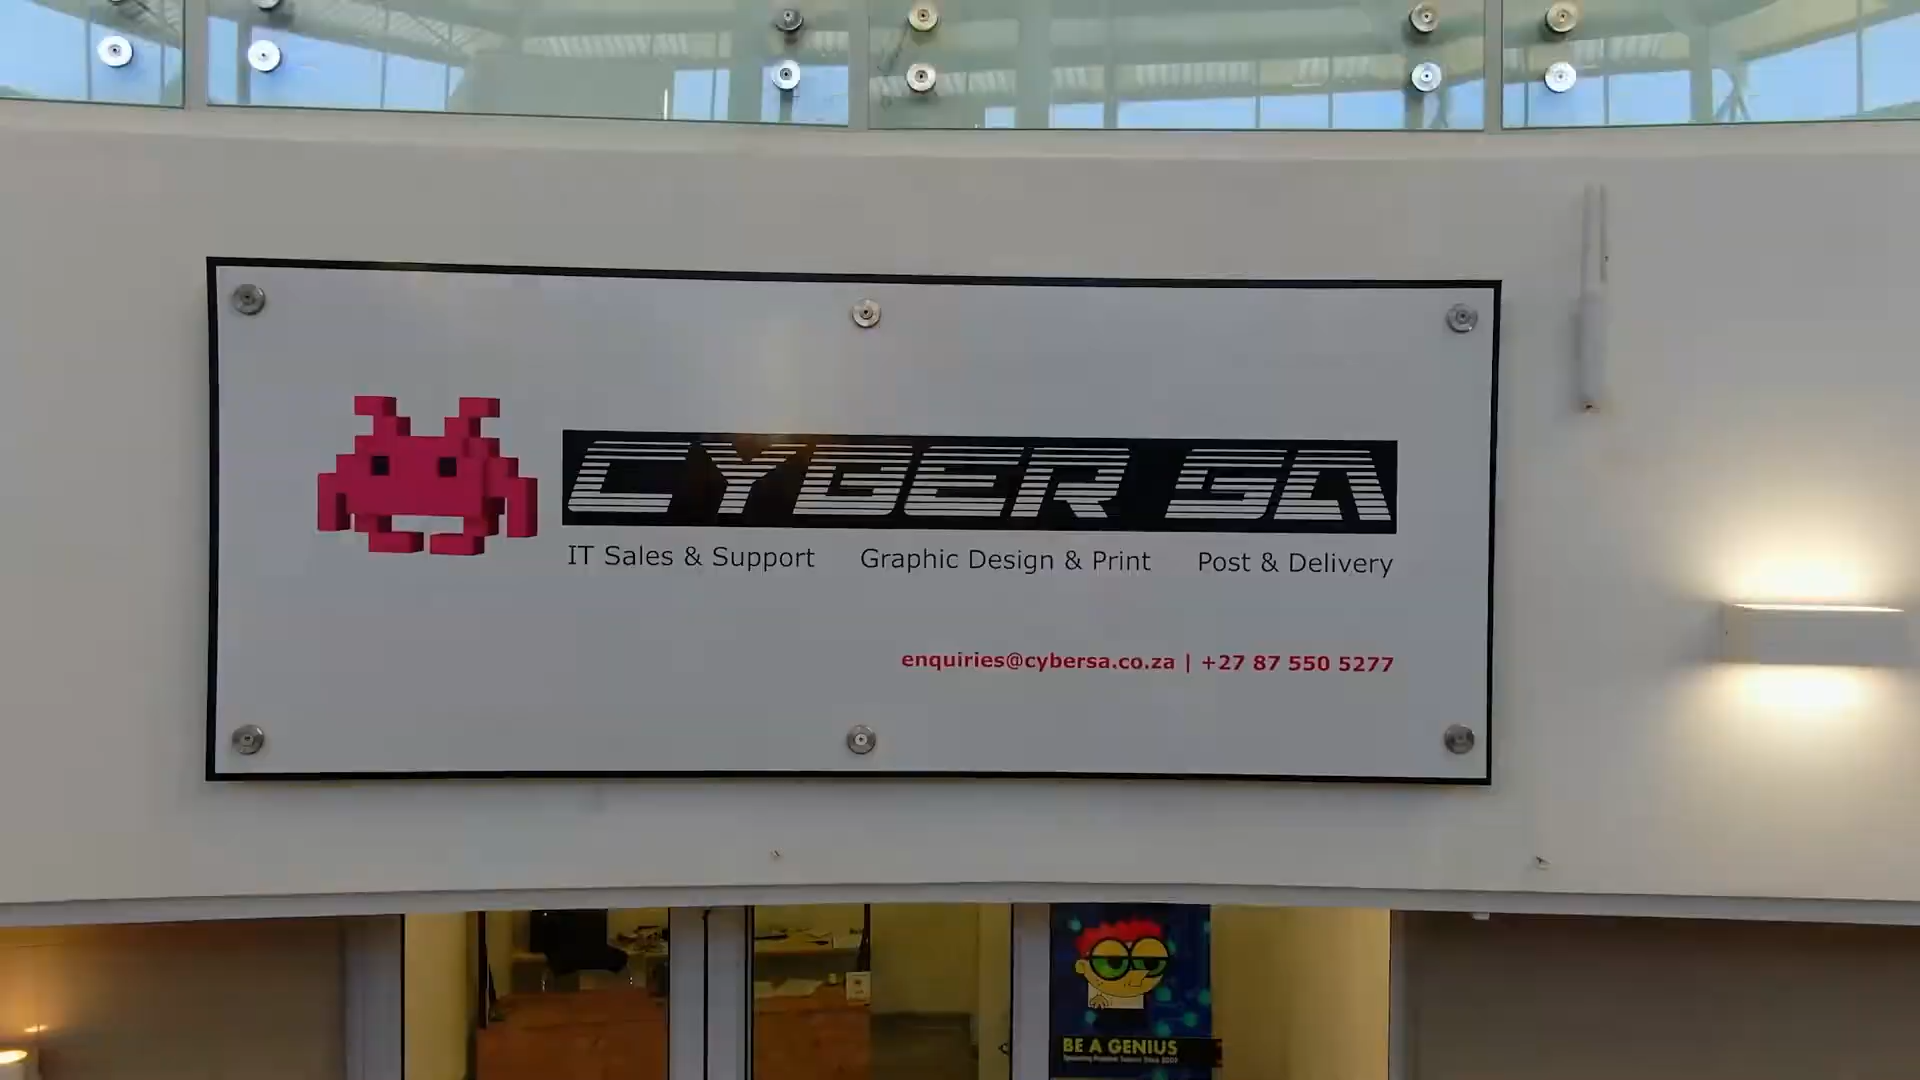 CYBER SA
IT Sales & Support Graphic Design & Print Post & Delivery
enquiries@cybersa.co.za | +27 87 550 5277
BE A GENIUS